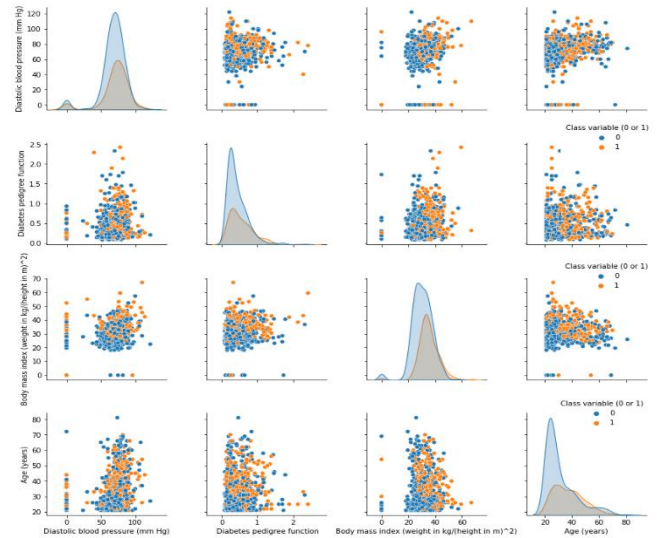 Diastolic blood pressure (mm Hg)
120
100
80
60
40
20
0
Class variable (0 or 1)
0
1
Diabetes pedigree function
2.5
2.0
1.5
1.0
0.5
0.0
Class variable (0 or 1)
0
1
Body mass index (weight in kg/(height in m)^2)
70
60
50
40
30
20
10
0
Class variable (0 or 1)
0
1
Age (years)
80
70
60
50
40
30
20
0 50 100
0 1 2
0 20 40 60
20 40 60 80
Diastolic blood pressure (mm Hg)
Diabetes pedigree function
Body mass index (weight in kg/(height in m)^2)
Age (years)